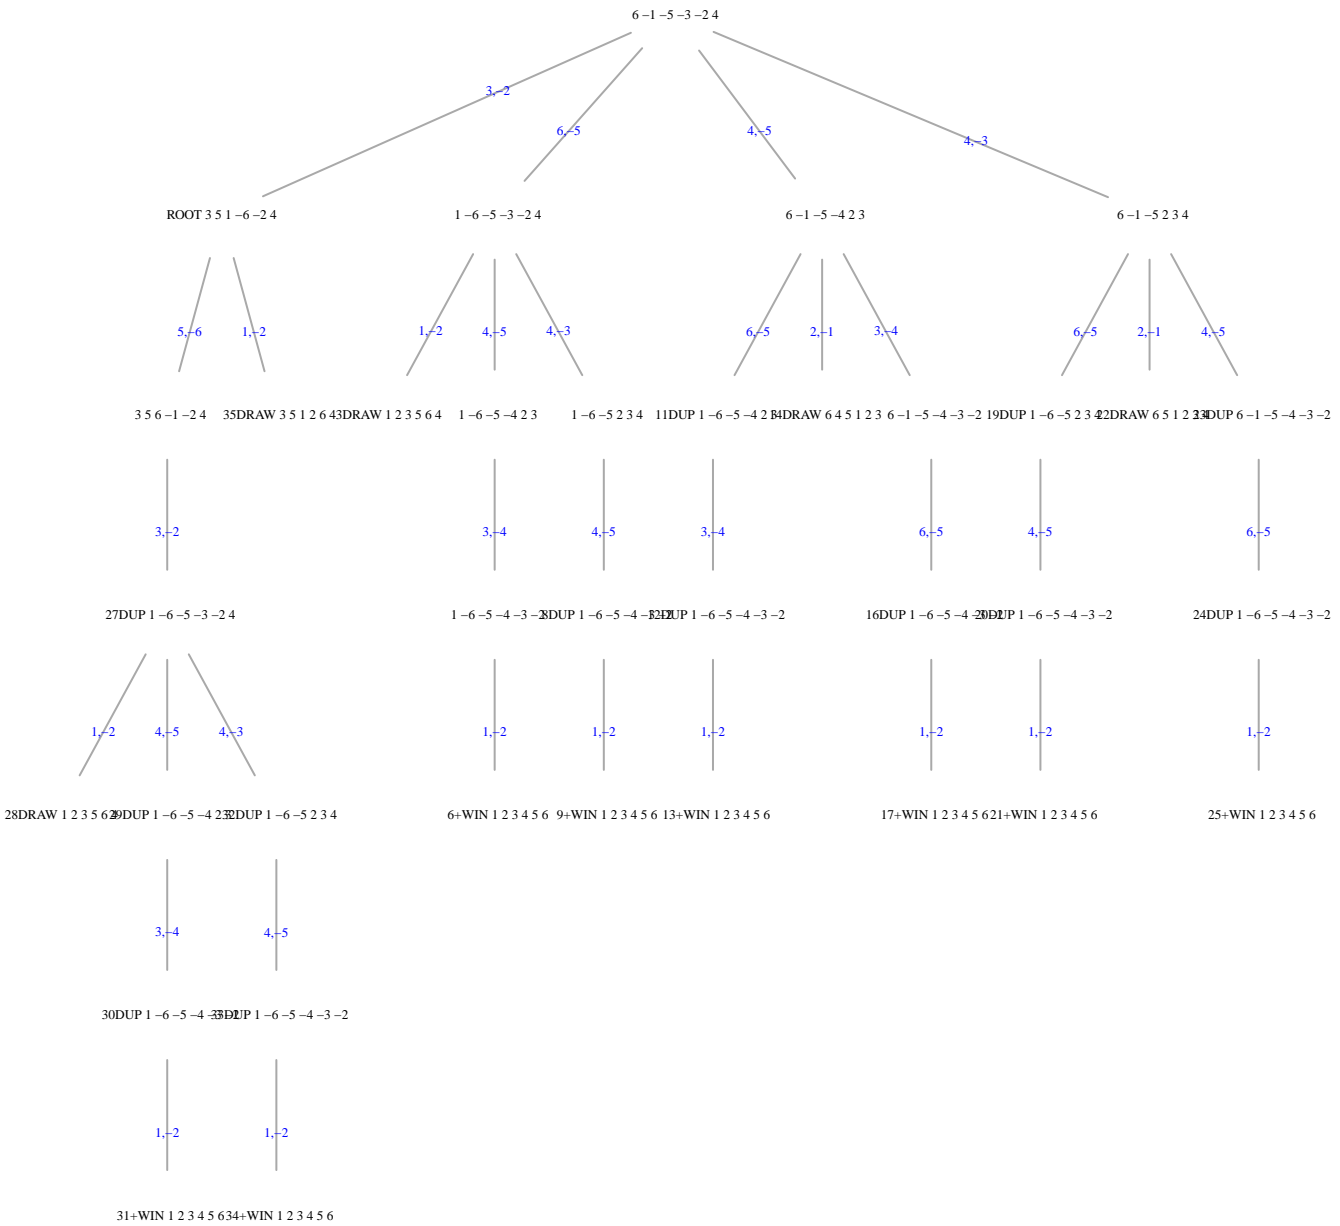 6 –1 –5 –3 –2 4
3,–2
6,–5
4,–5
4,–3
ROOT 3 5 1 –6 –2 4
1 –6 –5 –3 –2 4
6 –1 –5 –4 2 3
6 –1 –5 2 3 4
5,–6
1,–2
1,–2
4,–5
4,–3
6,–5
2,–1
3,–4
6,–5
2,–1
4,–5
3 5 6 –1 –2 4
35DRAW 3 5 1 2 6 4
3DRAW 1 2 3 5 6 4
1 –6 –5 –4 2 3
1 –6 –5 2 3 4
11DUP 1 –6 –5 –4 2 3
14DRAW 6 4 5 1 2 3
6 –1 –5 –4 –3 –2
19DUP 1 –6 –5 2 3 4
22DRAW 6 5 1 2 3 4
23DUP 6 –1 –5 –4 –3 –2
3,–2
3,–4
4,–5
3,–4
6,–5
4,–5
6,–5
27DUP 1 –6 –5 –3 –2 4
1 –6 –5 –4 –3 –2
8DUP 1 –6 –5 –4 –3 –2
12DUP 1 –6 –5 –4 –3 –2
16DUP 1 –6 –5 –4 –3 –2
20DUP 1 –6 –5 –4 –3 –2
24DUP 1 –6 –5 –4 –3 –2
1,–2
4,–5
4,–3
1,–2
1,–2
1,–2
1,–2
1,–2
1,–2
28DRAW 1 2 3 5 6 4
29DUP 1 –6 –5 –4 2 3
32DUP 1 –6 –5 2 3 4
6+WIN 1 2 3 4 5 6
9+WIN 1 2 3 4 5 6
13+WIN 1 2 3 4 5 6
17+WIN 1 2 3 4 5 6
21+WIN 1 2 3 4 5 6
25+WIN 1 2 3 4 5 6
3,–4
4,–5
30DUP 1 –6 –5 –4 –3 –2
33DUP 1 –6 –5 –4 –3 –2
1,–2
1,–2
31+WIN 1 2 3 4 5 6
34+WIN 1 2 3 4 5 6